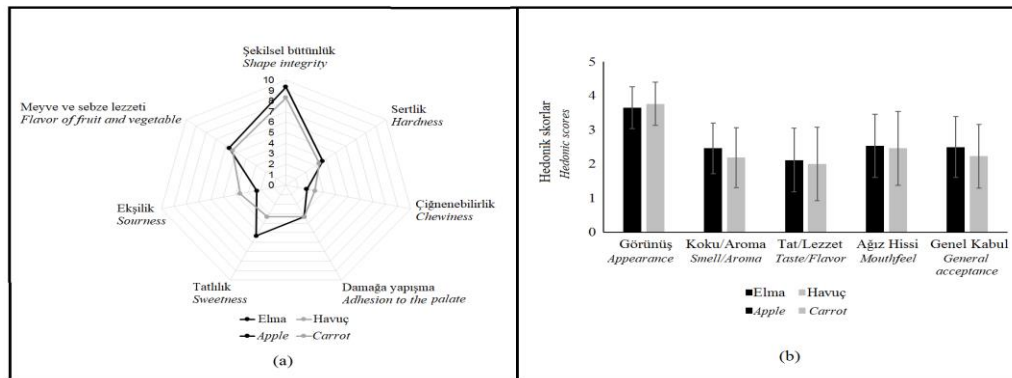 Şekilsel bütünlük
Shape integrity
10
9
8
7
6
5
4
3
2
1
0
Meyve ve sebze lezzeti
Flavor of fruit and vegetable
Sertlik
Hardness
Ekşilik
Sourness
Çiğnenebilirlik
Chewiness
Tatlılık
Sweetness
Damağa yapışma
Adhesion to the palate
Elma Havuç
Apple Carrot
(a)
Hedonik skorlar
Hedonic scores
5
4
3
2
1
0
Görünüş Koku/Aroma Tat/Lezzet Ağız Hissi Genel Kabul
Appearance Smell/Aroma Taste/Flavor Mouthfeel General
acceptance
Elma Havuç
Apple Carrot
(b)